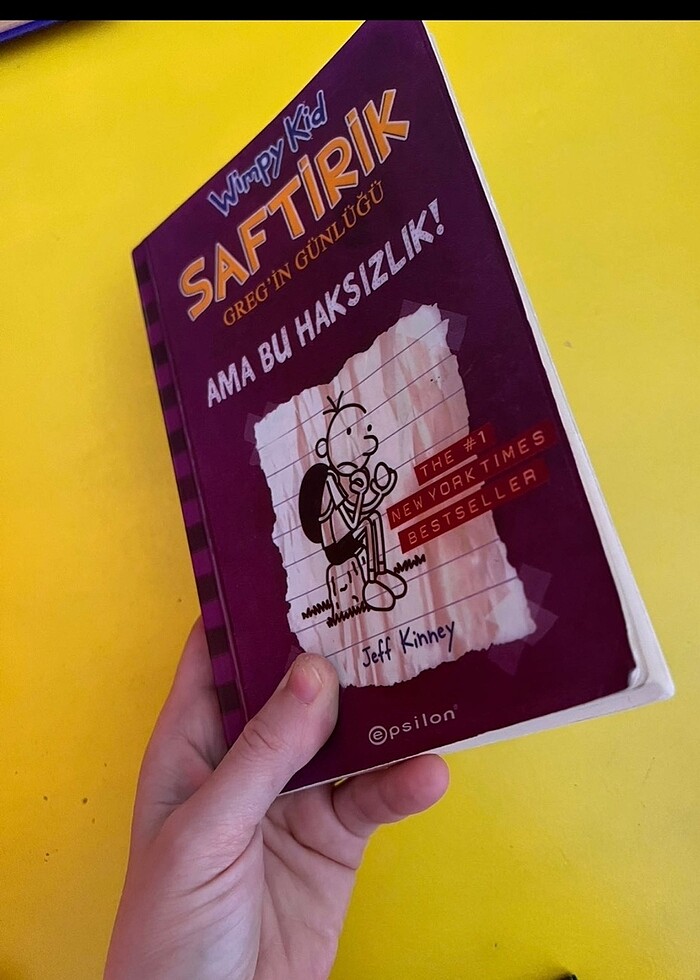 Wimpy Kid
SAFTİRİK
GREG'İN GÜNLÜĞÜ
AMA BU HAKSIZLIK!
THE #1
NEW YORK TIMES
BESTSELLER
Jeff Kinney
epsilon